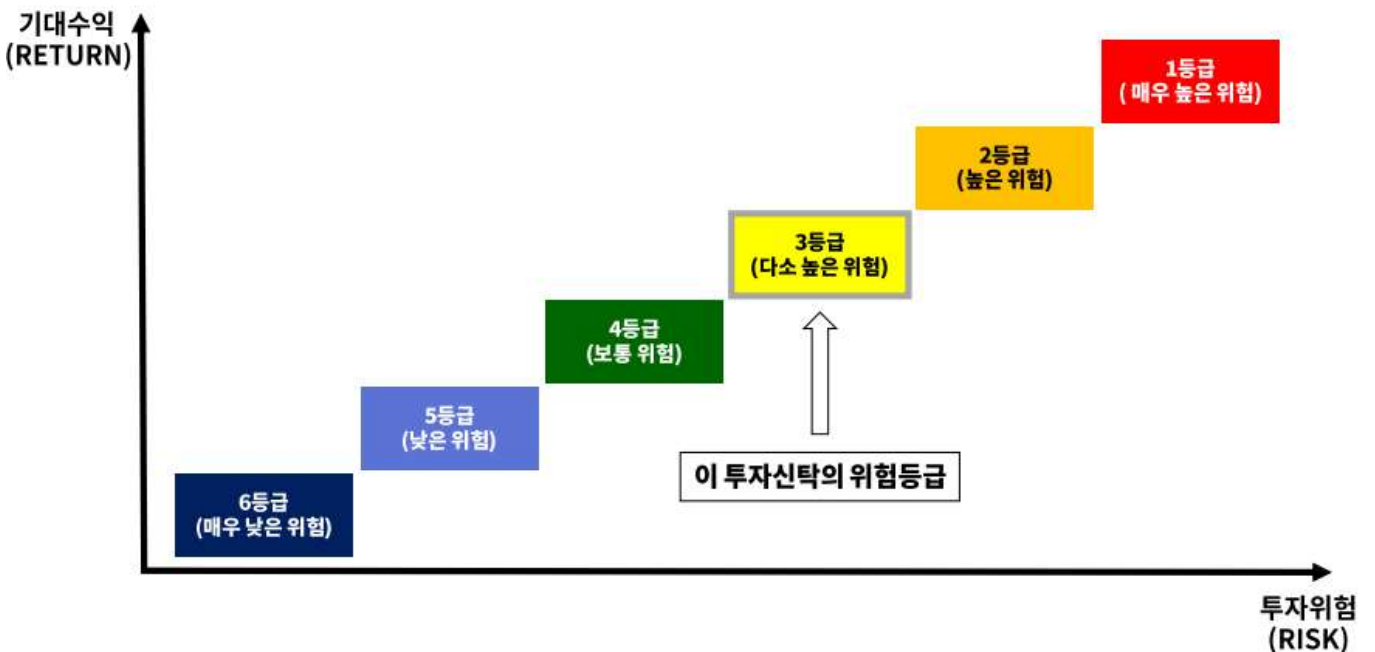 기대수익
(RETURN)
1등급
( 매우 높은 위험)
2등급
(높은 위험)
3등급
(다소 높은 위험)
4등급
(보통 위험)
5등급
(낮은 위험)
이 투자신탁의 위험등급
6등급
(매우 낮은 위험)
투자위험
(RISK)